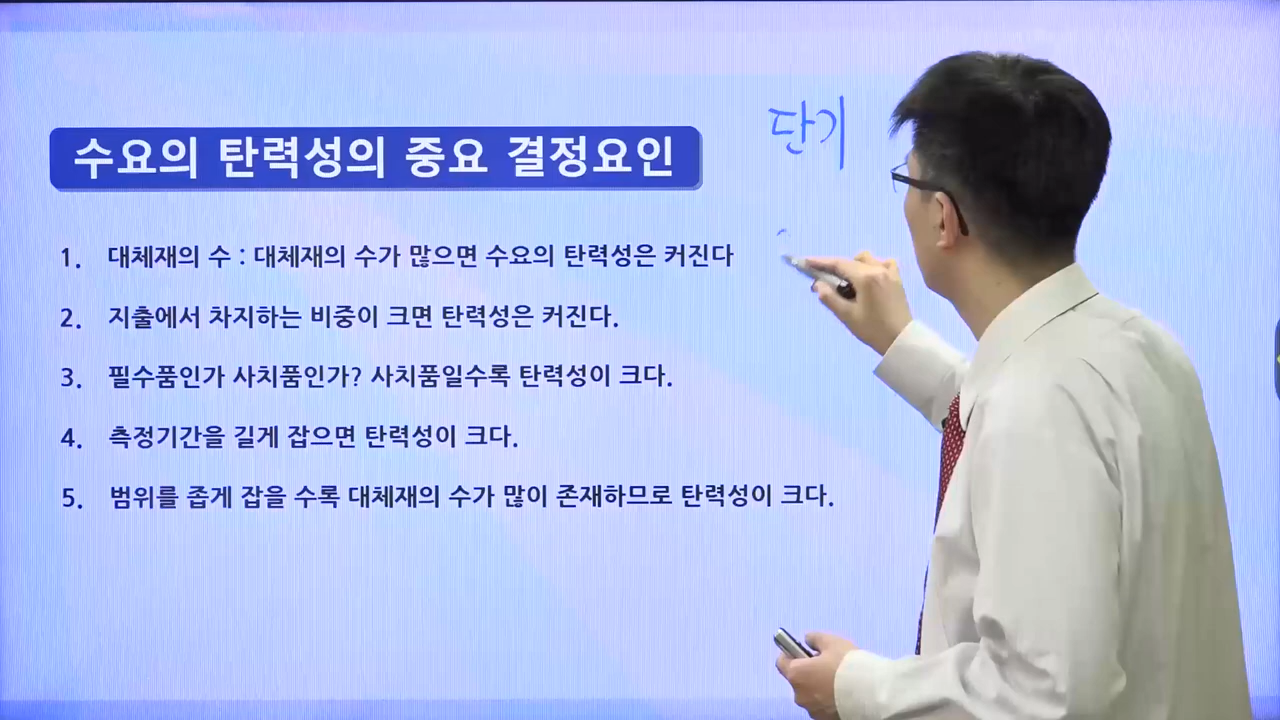 수요의 탄력성의 중요 결정요인
단기
1. 대체재의 수 : 대체재의 수가 많으면 수요의 탄력성은 커진다
2. 지출에서 차지하는 비중이 크면 탄력성은 커진다.
3. 필수품인가 사치품인가? 사치품일수록 탄력성이 크다.
4. 측정기간을 길게 잡으면 탄력성이 크다.
5. 범위를 좁게 잡을 수록 대체재의 수가 많이 존재하므로 탄력성이 크다.